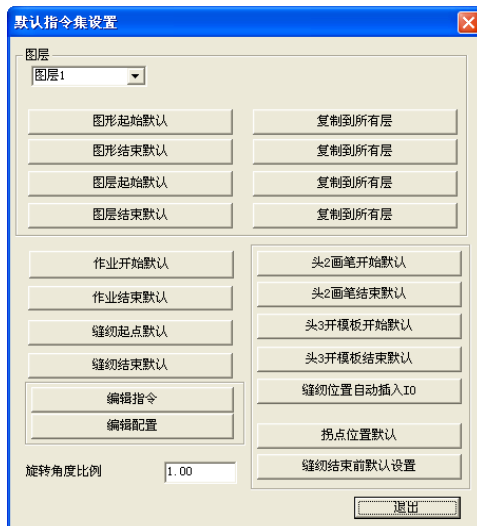 默认指令集设置
图层
图层1
图形起始默认
复制到所有层
图形结束默认
复制到所有层
图层起始默认
复制到所有层
图层结束默认
复制到所有层
作业开始默认
作业结束默认
缝纫起点默认
缝纫结束默认
编辑指令
编辑配置
旋转角度比例
1.00
头2画笔开始默认
头2画笔结束默认
头3开模板开始默认
头3开模板结束默认
缝纫位置自动插入IO
拐点位置默认
缝纫结束前默认设置
退出